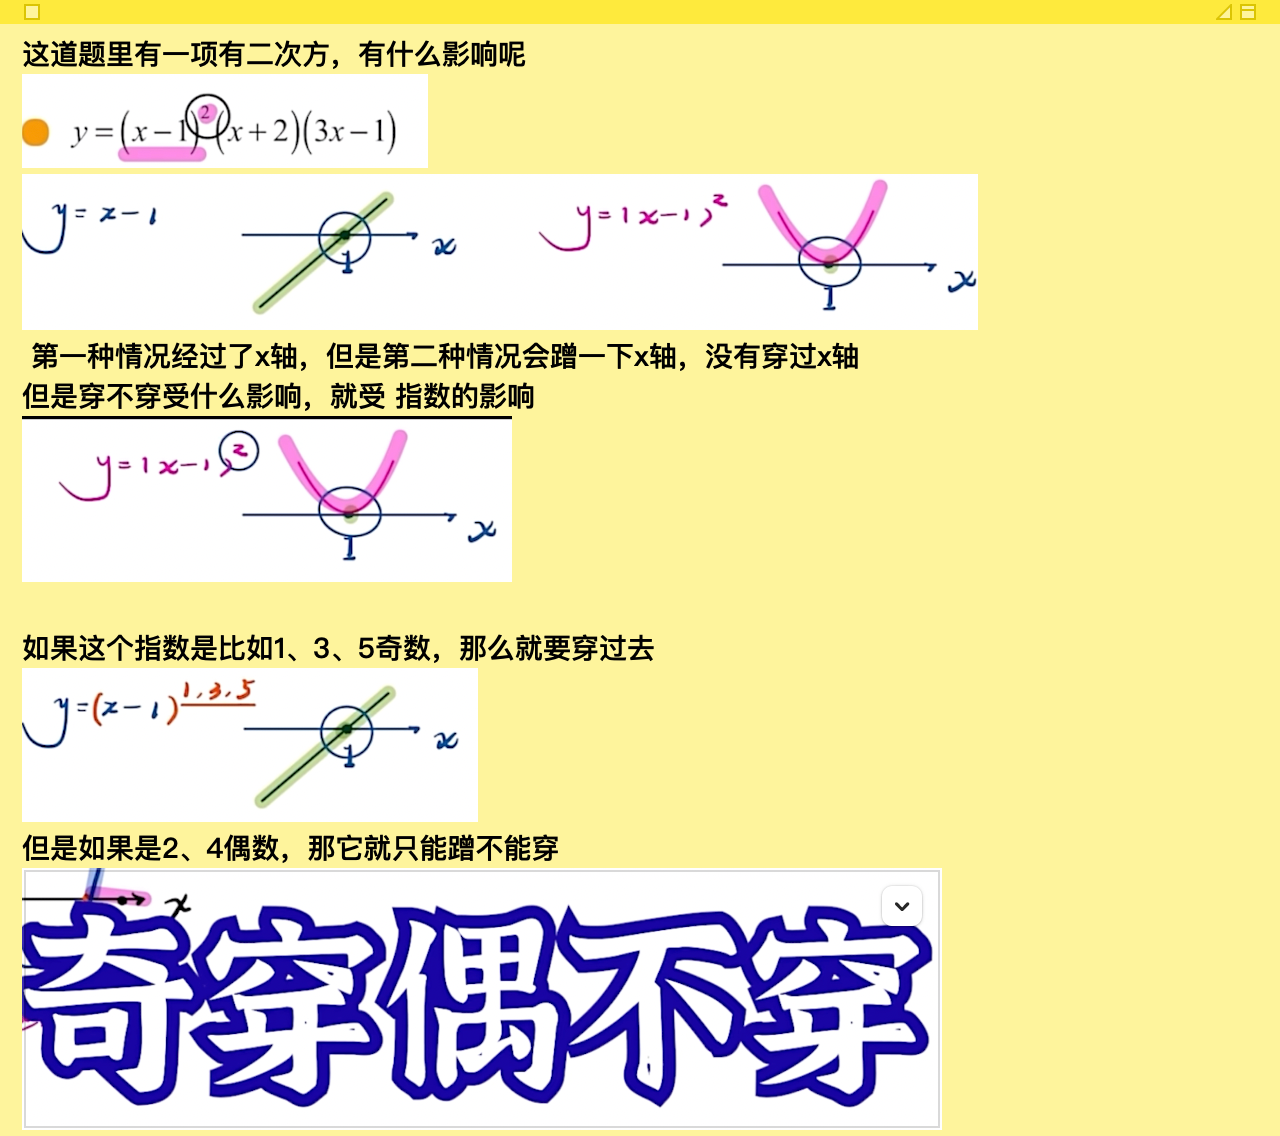 这道题里有一项有二次方，有什么影响呢
y=(x−1)²(x+2)(3x−1)
y=x−1 x 1 y=(x−1)² x 1
第一种情况经过了x轴，但是第二种情况会蹭一下x轴，没有穿过x轴
但是穿不穿受什么影响，就受 指数的影响
y=(x−1)² x 1
如果这个指数是比如1、3、5奇数，那么就要穿过去
y=(x−1)^1,3,5 x 1
但是如果是2、4偶数，那它就只能蹭不能穿
x
奇穿偶不穿